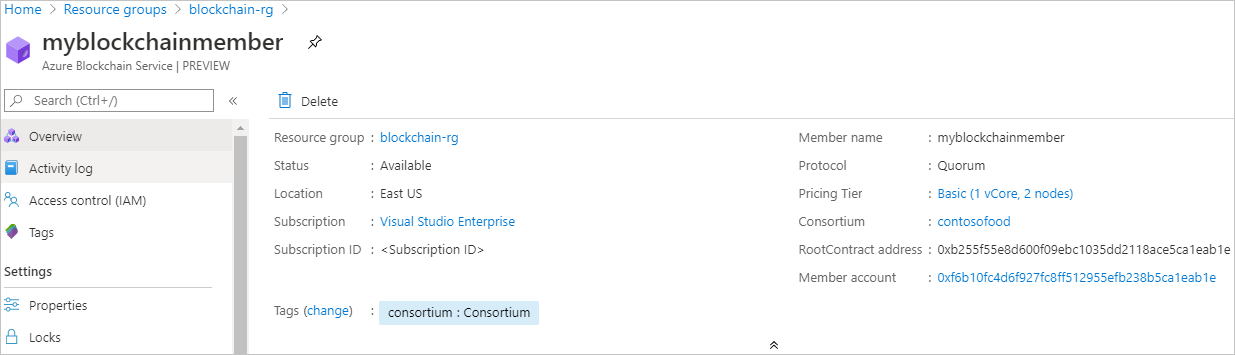 Home > Resource groups > blockchain-rg >
myblockchainmember
Azure Blockchain Service | PREVIEW
Search (Ctrl+/)
«
Overview
Activity log
Access control (IAM)
Tags
Settings
Properties
Locks
Delete
Resource group : blockchain-rg
Status : Available
Location : East US
Subscription : Visual Studio Enterprise
Subscription ID : <Subscription ID>
Member name : myblockchainmember
Protocol : Quorum
Pricing Tier : Basic (1 vCore, 2 nodes)
Consortium : contosofood
RootContract address : 0xb255f55e8d600f09ebc1035dd2118ace5ca1eab1e
Member account : 0xf6b10fc4d6f927fc8ff512955efb238b5ca1eab1e
Tags (change) : consortium : Consortium